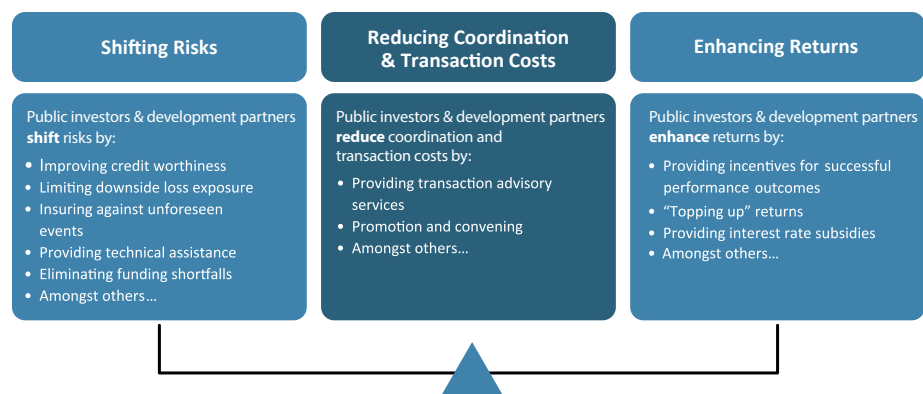 Shifting Risks
Public investors & development partners
shift risks by:
• Improving credit worthiness
• Limiting downside loss exposure
• Insuring against unforeseen
events
• Providing technical assistance
• Eliminating funding shortfalls
• Amongst others…
Reducing Coordination
& Transaction Costs
Public investors & development partners
reduce coordination and
transaction costs by:
• Providing transaction advisory
services
• Promotion and convening
• Amongst others…
Enhancing Returns
Public investors & development partners
enhance returns by:
• Providing incentives for successful
performance outcomes
• “Topping up” returns
• Providing interest rate subsidies
• Amongst others…